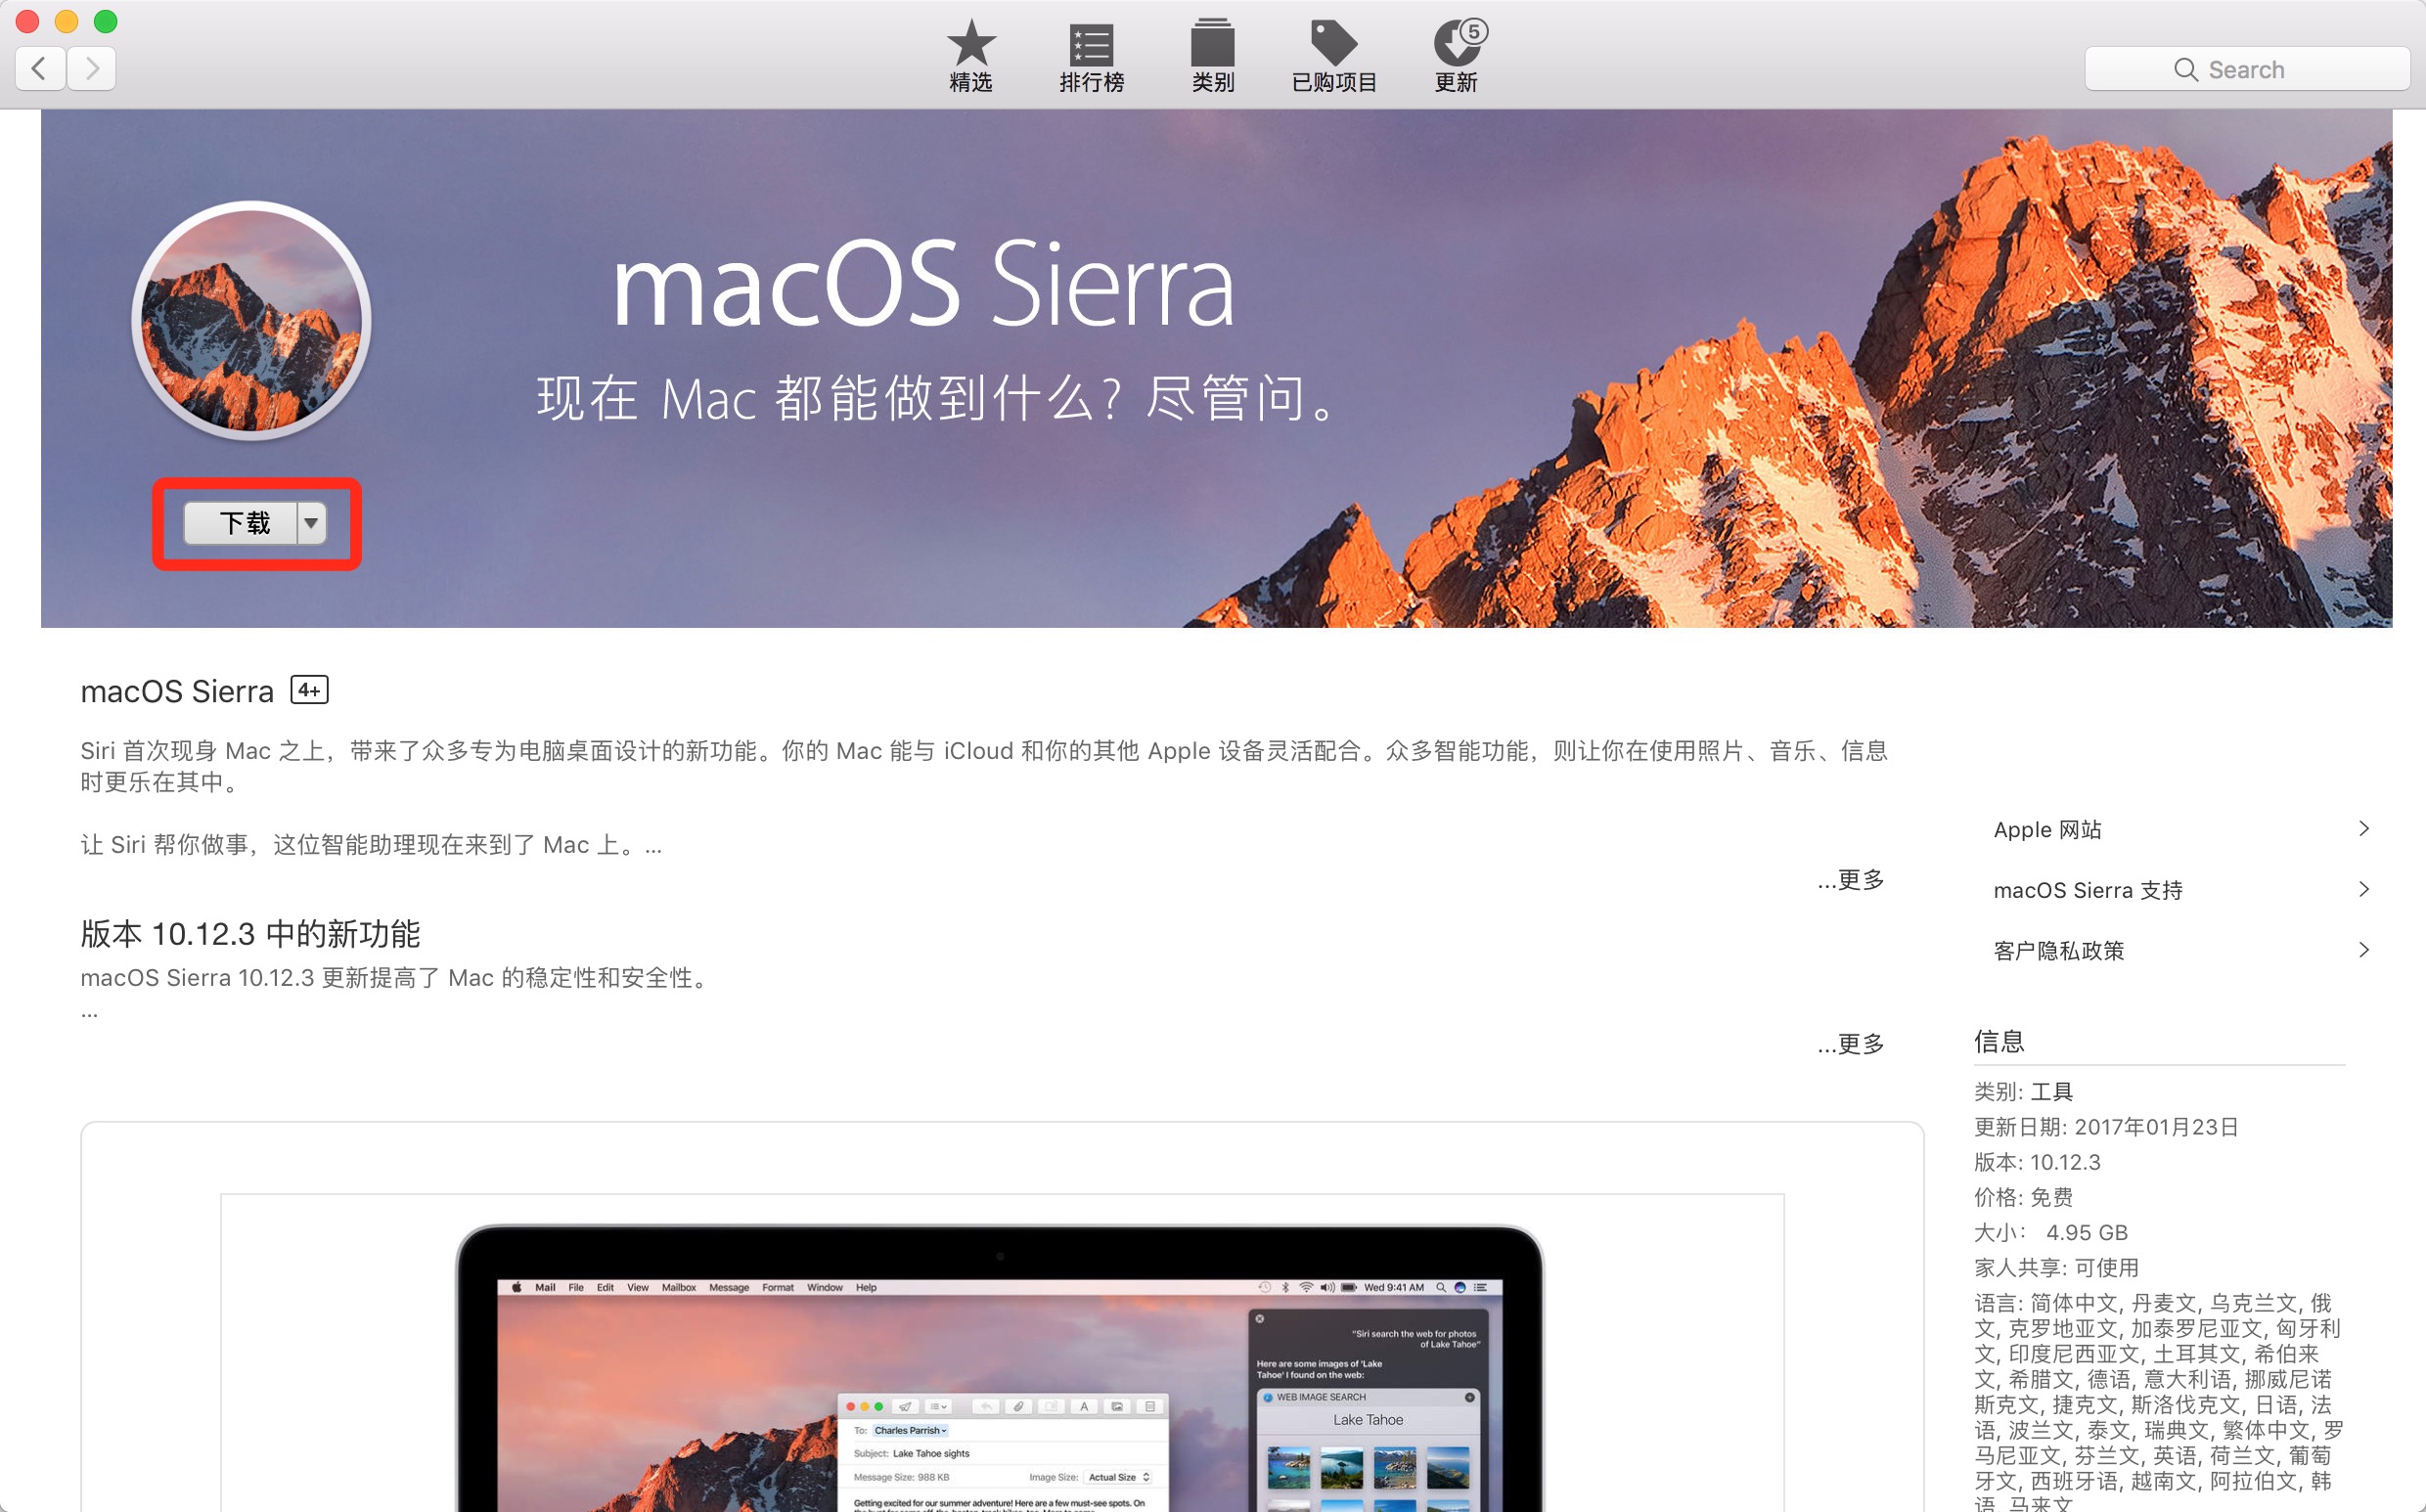 精选
排行榜
类别
已购项目
5
更新
Search
macOS Sierra
现在 Mac 都能做到什么? 尽管问。
下载
macOS Sierra 4+
Siri 首次现身 Mac 之上，带来了众多专为电脑桌面设计的新功能。你的 Mac 能与 iCloud 和你的其他 Apple 设备灵活配合。众多智能功能，则让你在使用照片、音乐、信息
时更乐在其中。
让 Siri 帮你做事，这位智能助理现在来到了 Mac 上。...
...更多
版本 10.12.3 中的新功能
macOS Sierra 10.12.3 更新提高了 Mac 的稳定性和安全性。
...
...更多
Apple 网站
macOS Sierra 支持
客户隐私政策
信息
类别: 工具
更新日期: 2017年01月23日
版本: 10.12.3
价格: 免费
大小： 4.95 GB
家人共享: 可使用
语言: 简体中文, 丹麦文, 乌克兰文, 俄
文, 克罗地亚文, 加泰罗尼亚文, 匈牙利
文, 印度尼西亚文, 土耳其文, 希伯来
文, 希腊文, 德语, 意大利语, 挪威尼诺
斯克文, 捷克文, 斯洛伐克文, 日语, 法
语, 波兰文, 泰文, 瑞典文, 繁体中文, 罗
马尼亚文, 芬兰文, 英语, 荷兰文, 葡萄
牙文, 西班牙语, 越南文, 阿拉伯文, 韩
语, 马来文
Mail File Edit View Mailbox Message Format Window Help
Wed 9:41 AM
"Siri search the web for photos
of Lake Tahoe"
Here are some images of 'Lake
Tahoe' I found on the web:
WEB IMAGE SEARCH
Lake Tahoe
To: Charles Parrish
Subject: Lake Tahoe sights
Message Size: 988 KB
Image Size: Actual Size
Getting excited for our summer adventure! Here are a few must-see spots. On